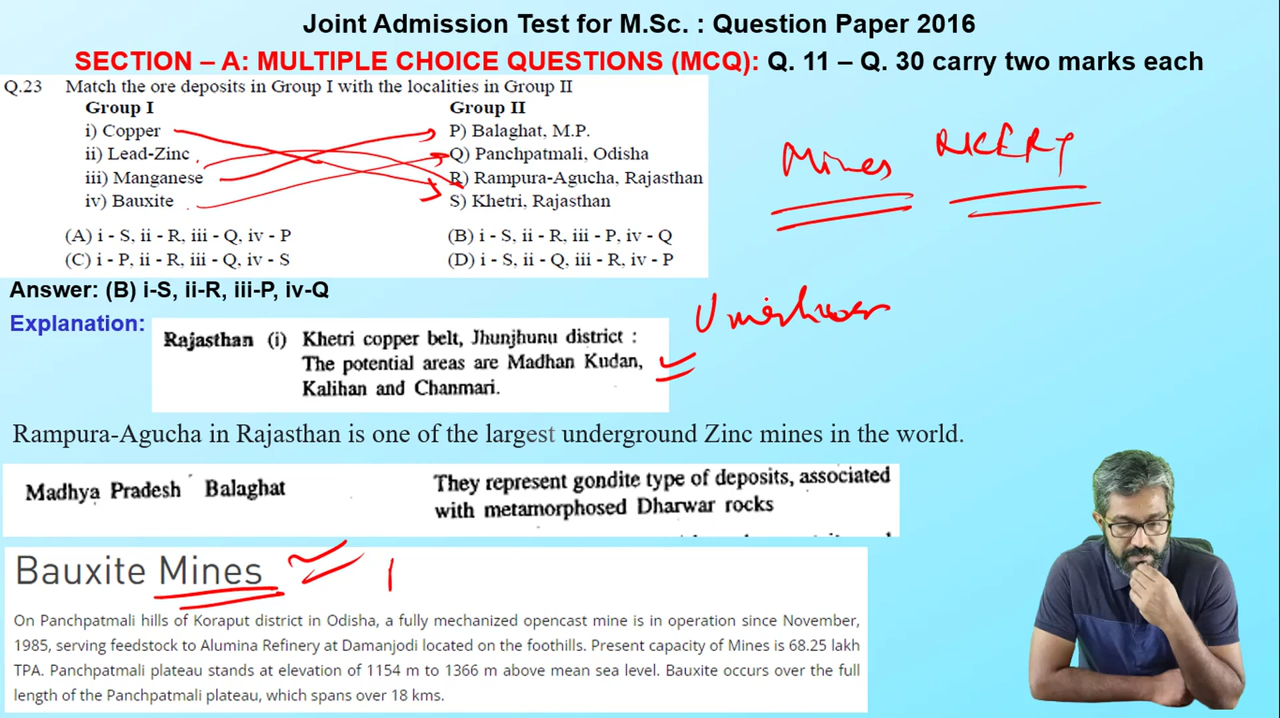 Joint Admission Test for M.Sc. : Question Paper 2016
SECTION – A: MULTIPLE CHOICE QUESTIONS (MCQ): Q. 11 – Q. 30 carry two marks each
Q.23 Match the ore deposits in Group I with the localities in Group II
Group I Group II
i) Copper P) Balaghat, M.P.
ii) Lead-Zinc Q) Panchpatmali, Odisha
iii) Manganese R) Rampura-Agucha, Rajasthan
iv) Bauxite S) Khetri, Rajasthan
(A) i - S, ii - R, iii - Q, iv - P (B) i - S, ii - R, iii - P, iv - Q
(C) i - P, ii - R, iii - Q, iv - S (D) i - S, ii - Q, iii - R, iv - P
Mines
Answer: (B) i-S, ii-R, iii-P, iv-Q
Explanation:
Rajasthan (i) Khetri copper belt, Jhunjhunu district :
The potential areas are Madhan Kudan,
Kalihan and Chanmari.
Rampura-Agucha in Rajasthan is one of the largest underground Zinc mines in the world.
Madhya Pradesh Balaghat They represent gondite type of deposits, associated
with metamorphosed Dharwar rocks
Bauxite Mines
On Panchpatmali hills of Koraput district in Odisha, a fully mechanized opencast mine is in operation since November,
1985, serving feedstock to Alumina Refinery at Damanjodi located on the foothills. Present capacity of Mines is 68.25 lakh
TPA. Panchpatmali plateau stands at elevation of 1154 m to 1366 m above mean sea level. Bauxite occurs over the full
length of the Panchpatmali plateau, which spans over 18 kms.